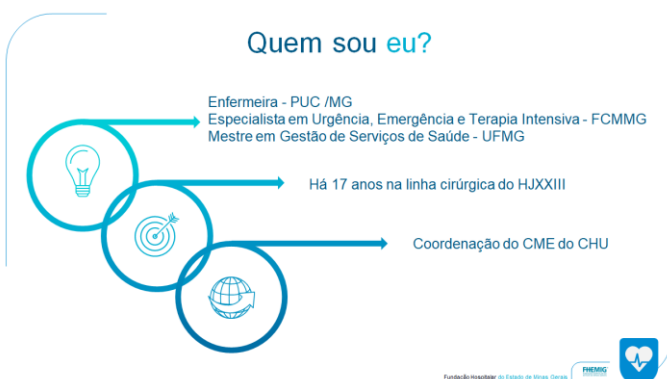 Quem sou eu?
Enfermeira - PUC /MG
Especialista em Urgência, Emergência e Terapia Intensiva - FCMMG
Mestre em Gestão de Serviços de Saúde - UFMG
Há 17 anos na linha cirúrgica do HJXXIII
Coordenação do CME do CHU
Fundação Hospitalar do Estado de Minas Gerais
FHEMIG